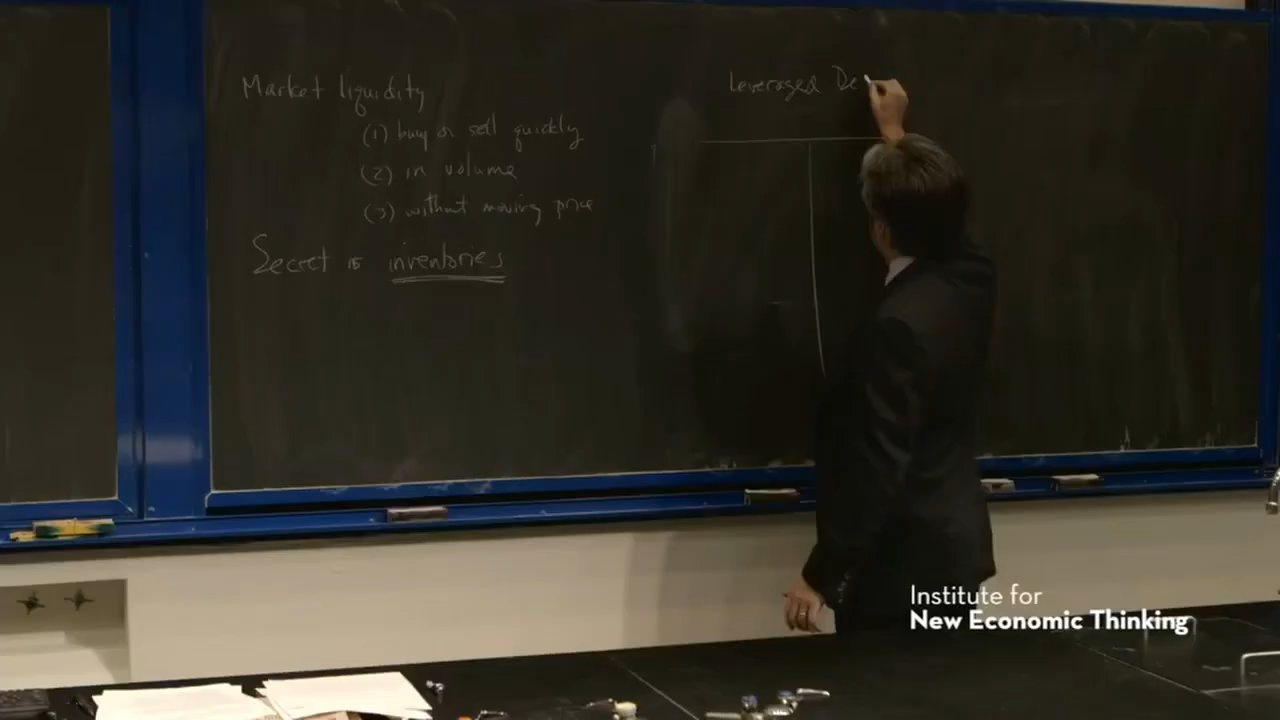 Market liquidity
(1) buy or sell quickly
(2) in volume
(3) without moving price
Secret is inventories
Leveraged De
Institute for
New Economic Thinking